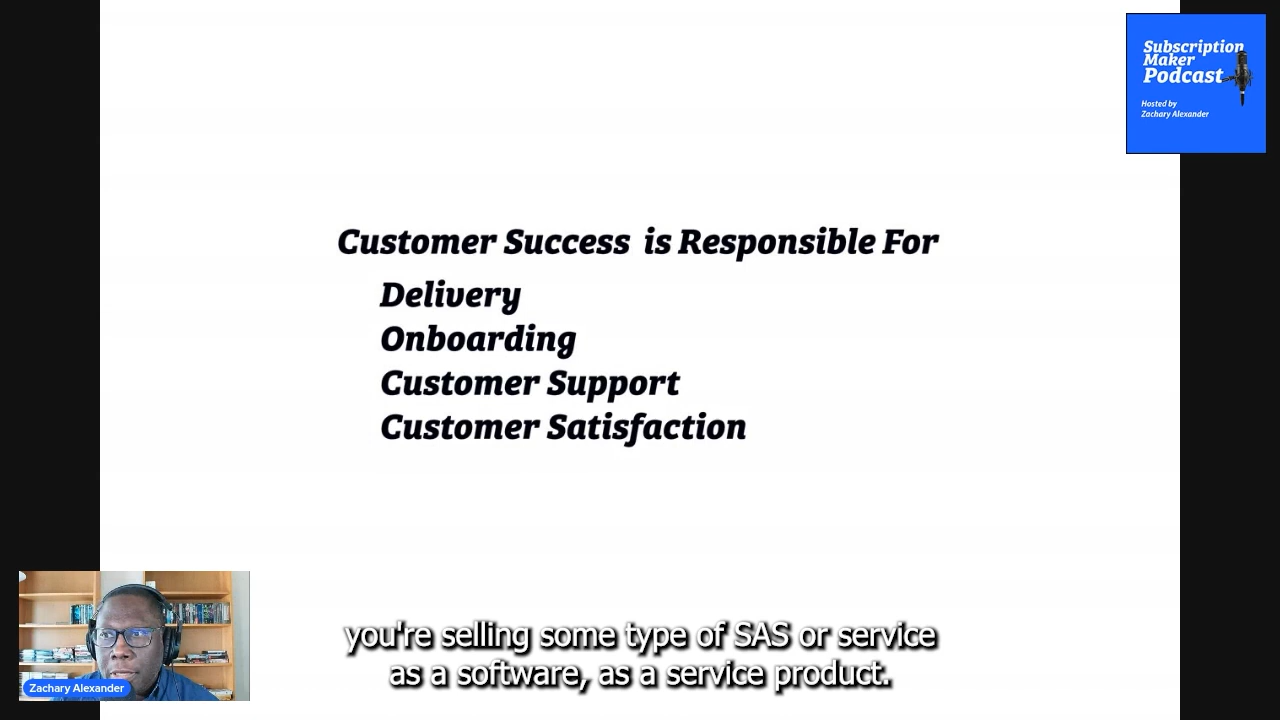 Subscription
Maker
Podcast
Hosted by
Zachary Alexander
Customer Success is Responsible For
Delivery
Onboarding
Customer Support
Customer Satisfaction
you're selling some type of SAS or service
as a software, as a service product.
Zachary Alexander